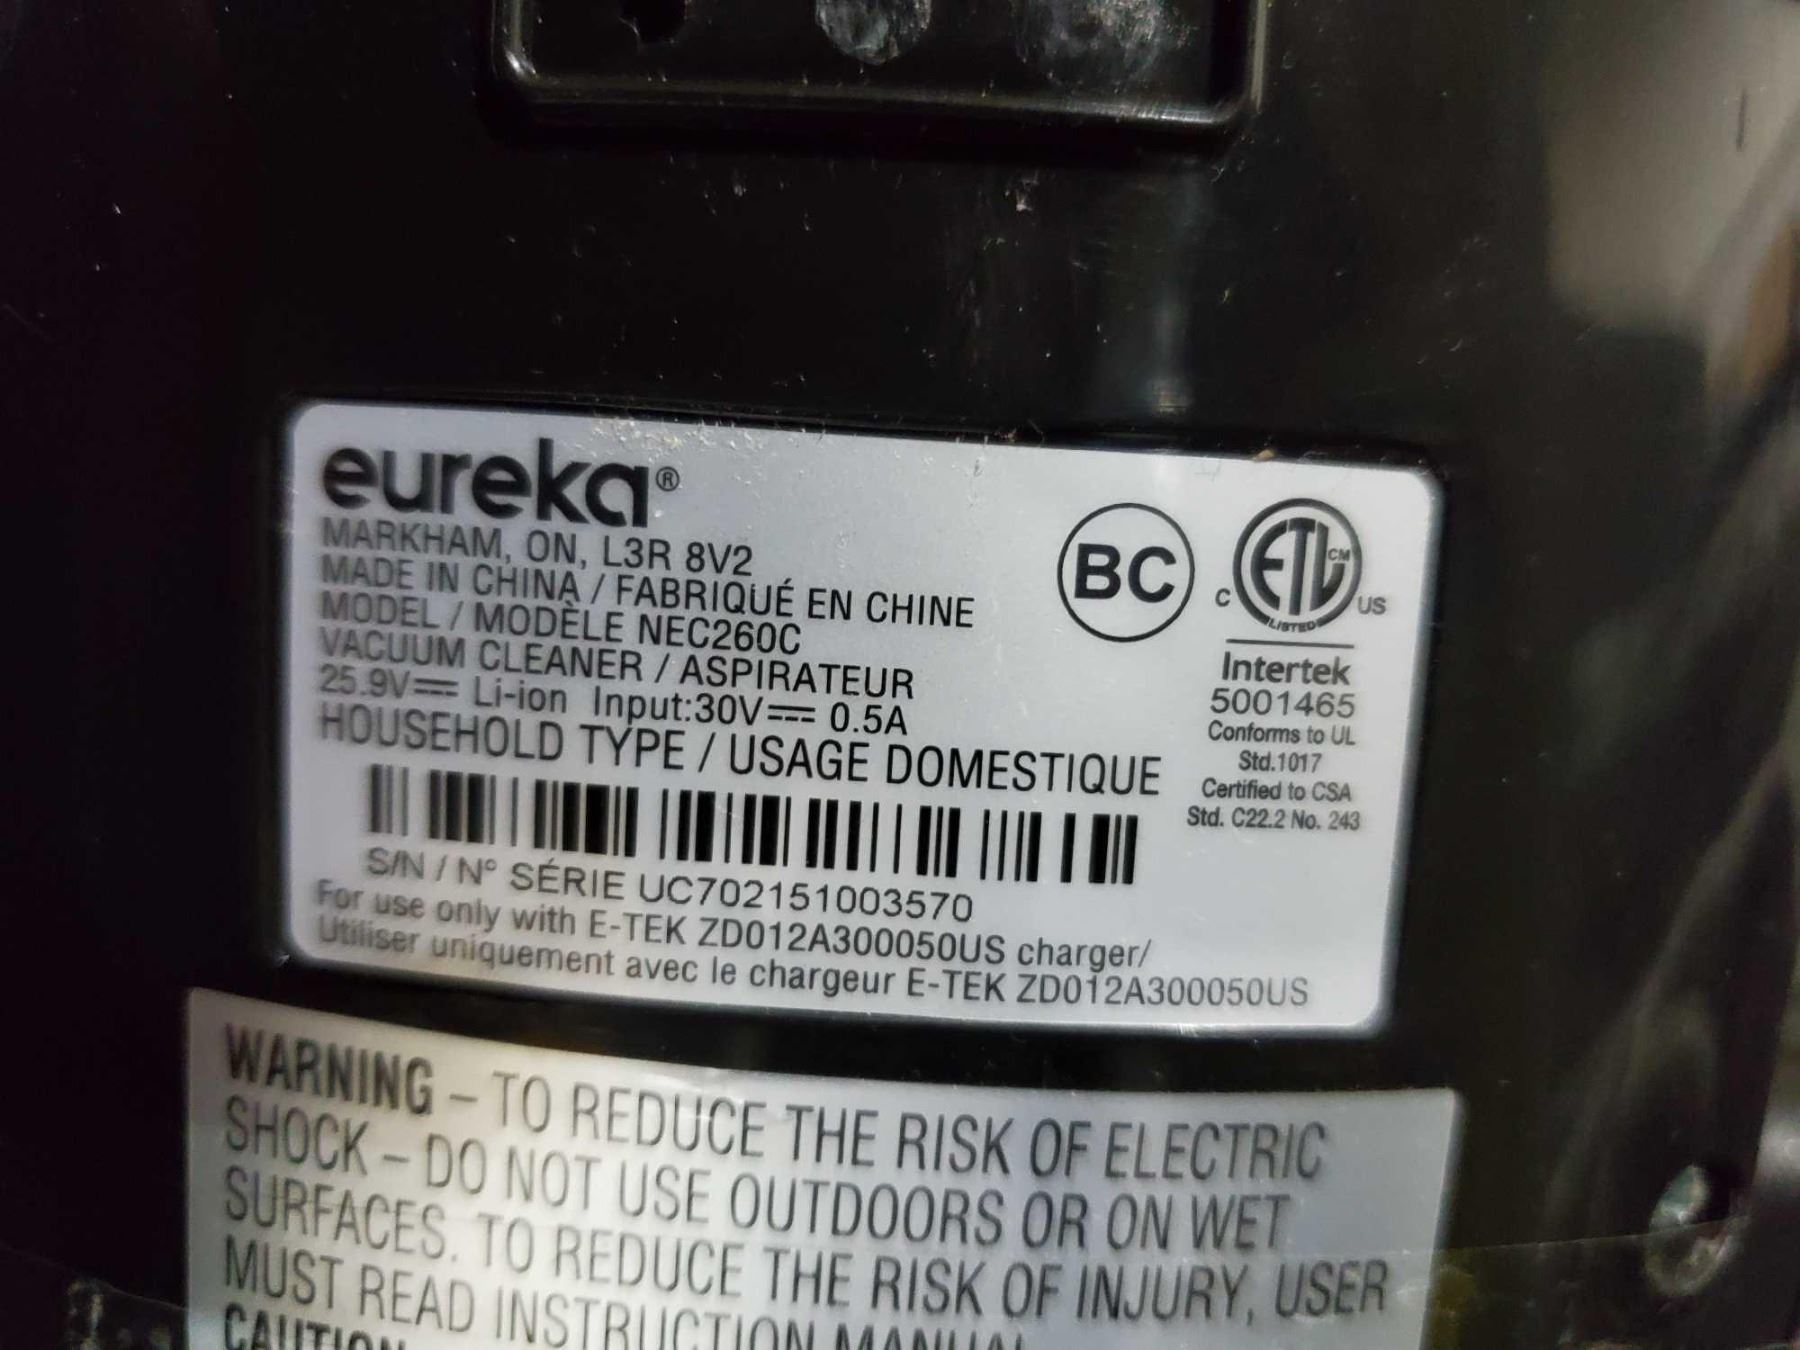 eureka®
MARKHAM, ON, L3R 8V2
MADE IN CHINA / FABRIQUÉ EN CHINE
MODEL / MODÈLE NEC260C
VACUUM CLEANER / ASPIRATEUR
25.9V⎓ Li-ion Input:30V⎓ 0.5A
HOUSEHOLD TYPE / USAGE DOMESTIQUE
S/N / N° SÉRIE UC702151003570
For use only with E-TEK ZD012A300050US charger/
Utiliser uniquement avec le chargeur E-TEK ZD012A300050US
BC
C ETL CM US
LISTED
Intertek
5001465
Conforms to UL
Std.1017
Certified to CSA
Std. C22.2 No. 243
WARNING – TO REDUCE THE RISK OF ELECTRIC
SHOCK – DO NOT USE OUTDOORS OR ON WET
SURFACES. TO REDUCE THE RISK OF INJURY, USER
MUST READ INSTRUCTION MANUAL
CAUTION